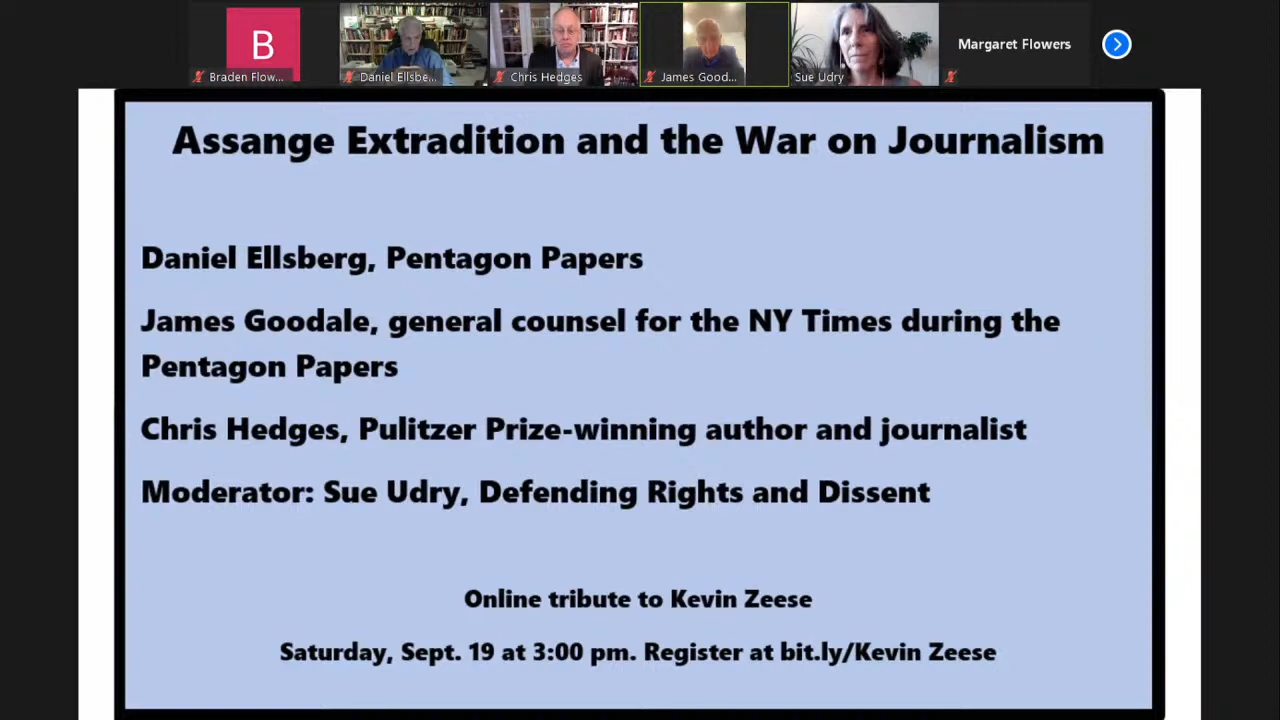 B
Braden Flow...
Daniel Ellsbe...
Chris Hedges
James Good...
Sue Udry
Margaret Flowers
Assange Extradition and the War on Journalism
Daniel Ellsberg, Pentagon Papers
James Goodale, general counsel for the NY Times during the
Pentagon Papers
Chris Hedges, Pulitzer Prize-winning author and journalist
Moderator: Sue Udry, Defending Rights and Dissent
Online tribute to Kevin Zeese
Saturday, Sept. 19 at 3:00 pm. Register at bit.ly/Kevin Zeese